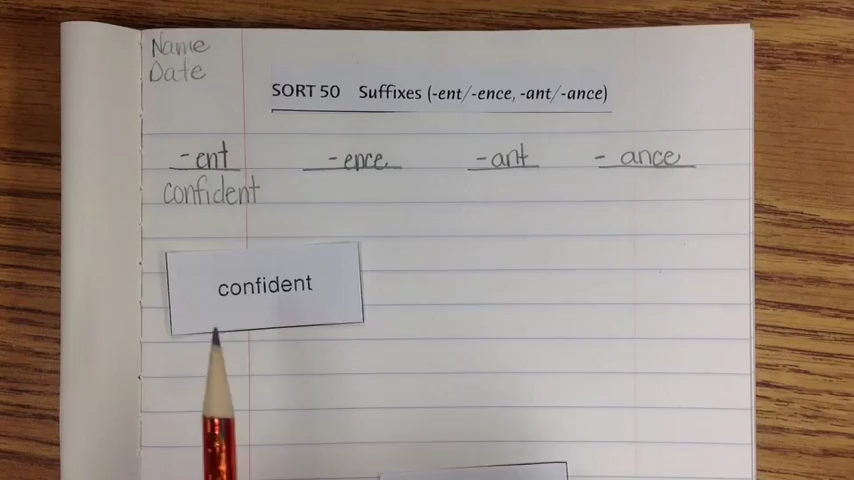 Name
Date
SORT 50 Suffixes (-ent/-ence, -ant/-ance)
-ent -ence -ant -ance
confident
confident